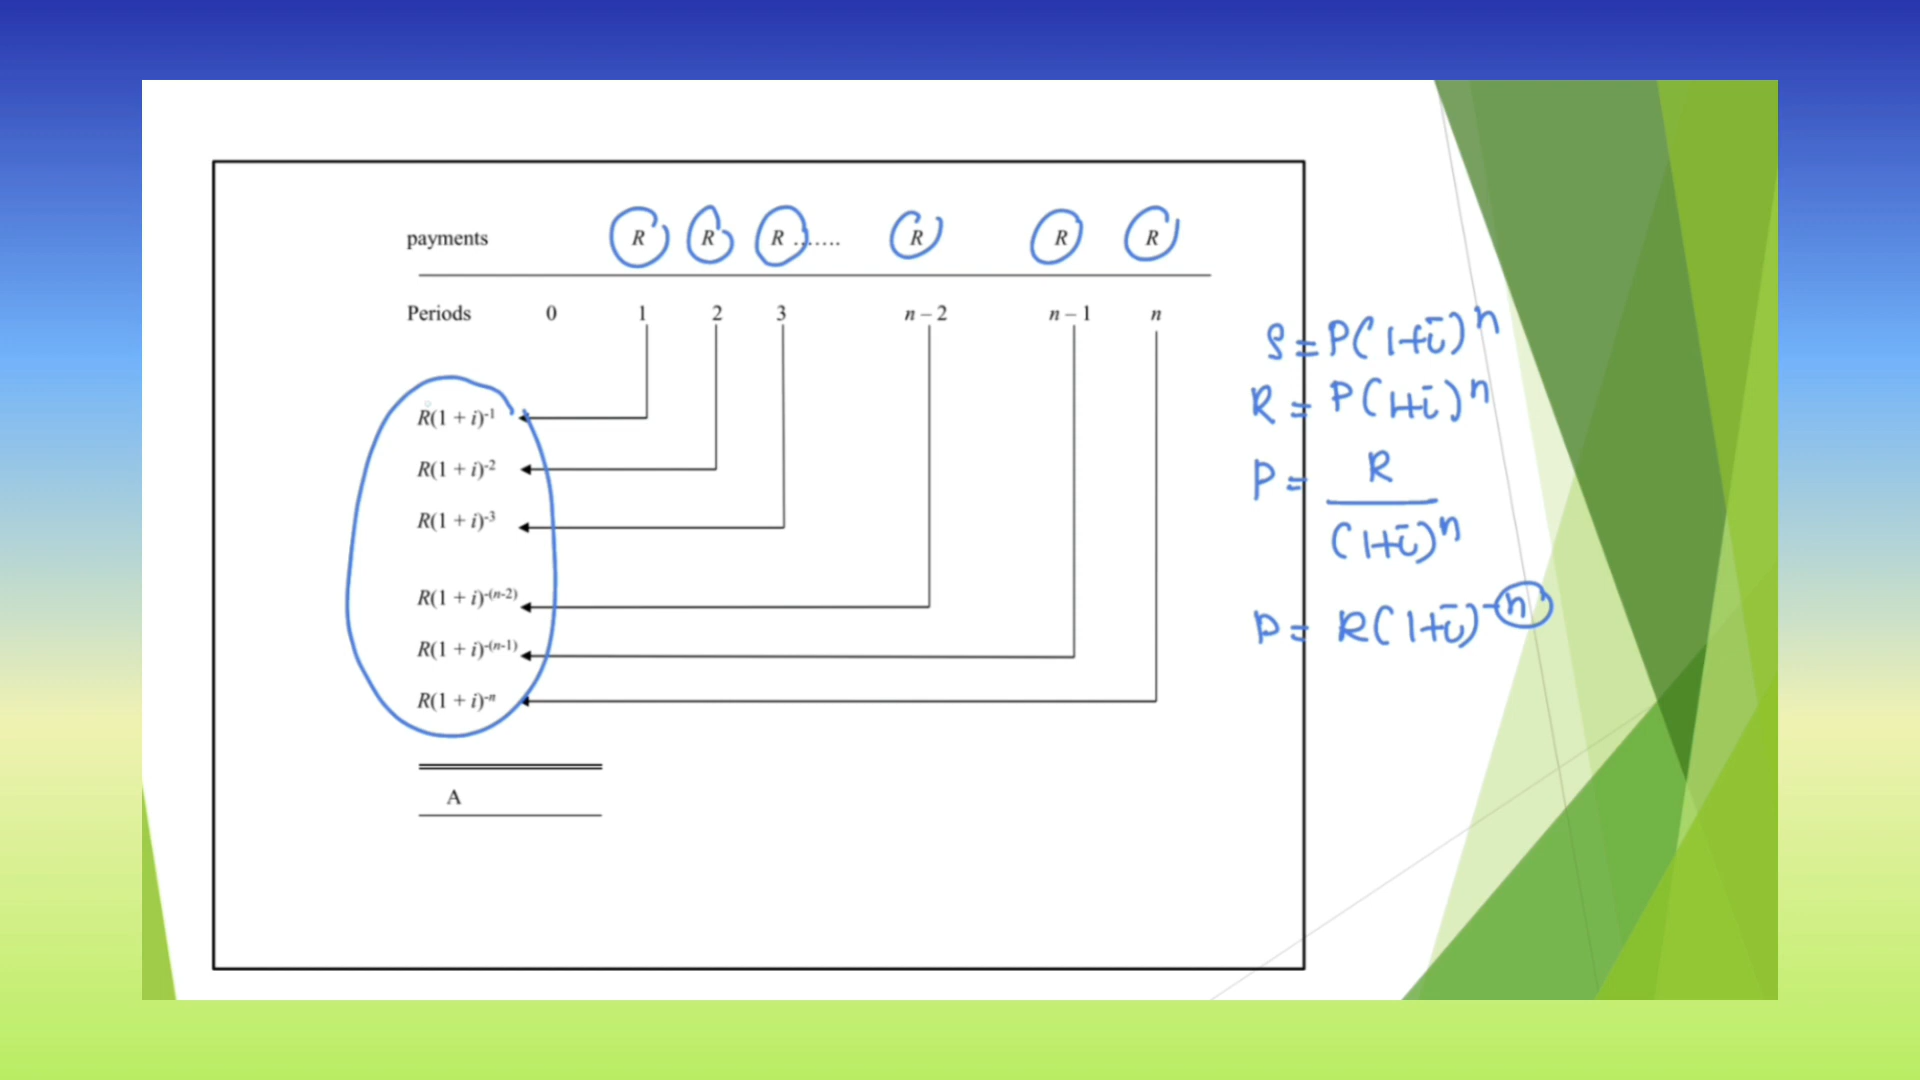 payments R R R ....... R R R
Periods 0 1 2 3 n – 2 n – 1 n
S = P(1+i)^n
R = P(1+i)^n
R(1 + i)^-1
R(1 + i)^-2
P = R / (1+i)^n
R(1 + i)^-3
R(1 + i)^-(n-2)
P = R(1+i)^-n
R(1 + i)^-(n-1)
R(1 + i)^-n
A